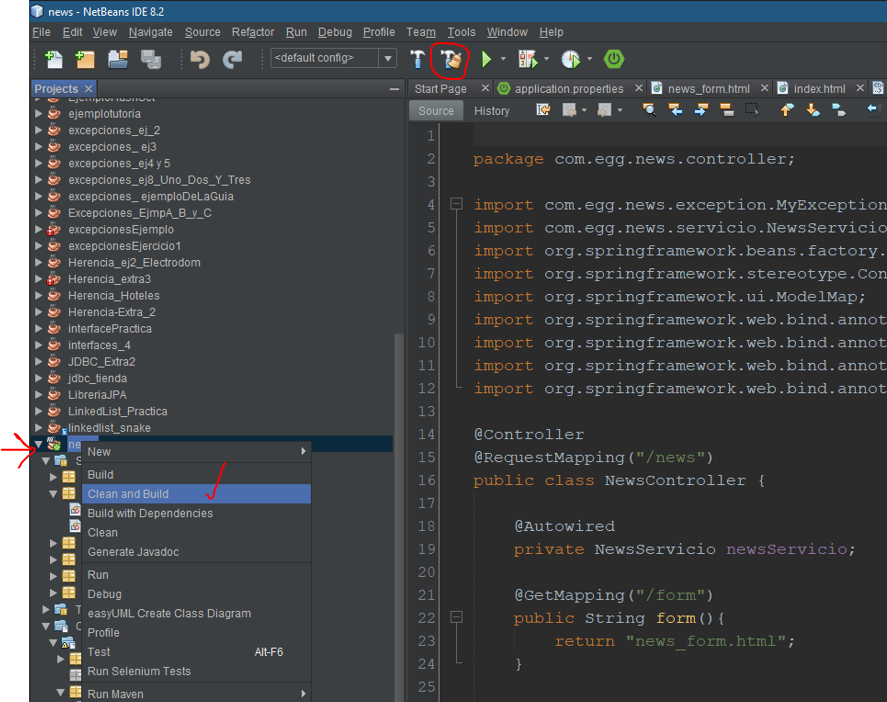 news - NetBeans IDE 8.2
File Edit View Navigate Source Refactor Run Debug Profile Team Tools Window Help
<default config>
Projects
Start Page application.properties news_form.html index.html
Source History
EjemploHashSet
ejemplotutoria
excepciones_ej_2
excepciones_ ej3
excepciones_ej4 y 5
excepciones_ej8_Uno_Dos_Y_Tres
excepciones_ ejemploDeLaGuia
Excepciones_EjmpA_B_y_C
excepcionesEjemplo
excepcionesEjercicio1
Herencia_ej2_Electrodom
Herencia_extra3
Herencia_Hoteles
Herencia-Extra_2
interfacePractica
interfaces_4
JDBC_Extra2
jdbc_tienda
LibreriaJPA
LinkedList_Practica
linkedlist_snake
ne
New
Build
Clean and Build
Build with Dependencies
Clean
Generate Javadoc
Run
Debug
easyUML Create Class Diagram
Profile
Test Alt-F6
Run Selenium Tests
Run Maven
1
2 package com.egg.news.controller;
3
4 import com.egg.news.exception.MyException
5 import com.egg.news.servicio.NewsServicio
6 import org.springframework.beans.factory.
7 import org.springframework.stereotype.Con
8 import org.springframework.ui.ModelMap;
9 import org.springframework.web.bind.annot
10 import org.springframework.web.bind.annot
11 import org.springframework.web.bind.annot
12 import org.springframework.web.bind.annot
13
14 @Controller
15 @RequestMapping("/news")
16 public class NewsController {
17
18 @Autowired
19 private NewsServicio newsServicio;
20
21 @GetMapping("/form")
22 public String form(){
23 return "news_form.html";
24 }
25